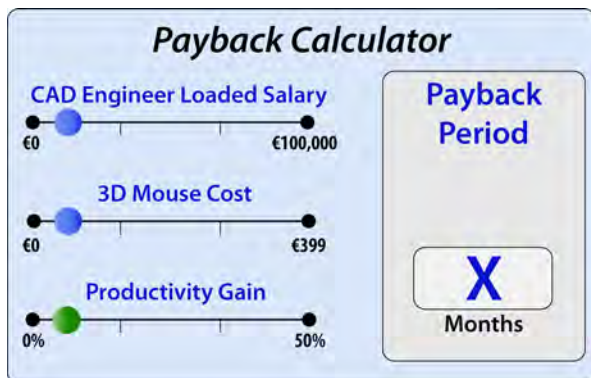 Payback Calculator
CAD Engineer Loaded Salary
€0 €100,000
3D Mouse Cost
€0 €399
Productivity Gain
0% 50%
Payback
Period
X
Months